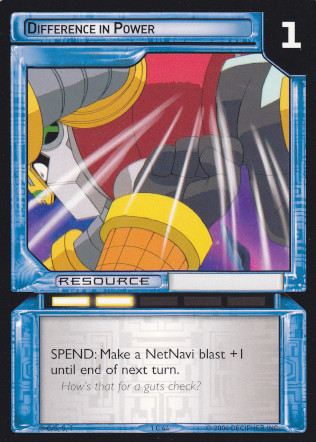 DIFFERENCE IN POWER
1
RESOURCE
SPEND: Make a NetNavi blast +1
until end of next turn.
How's that for a guts check?
© 2004 DECIPHER INC.